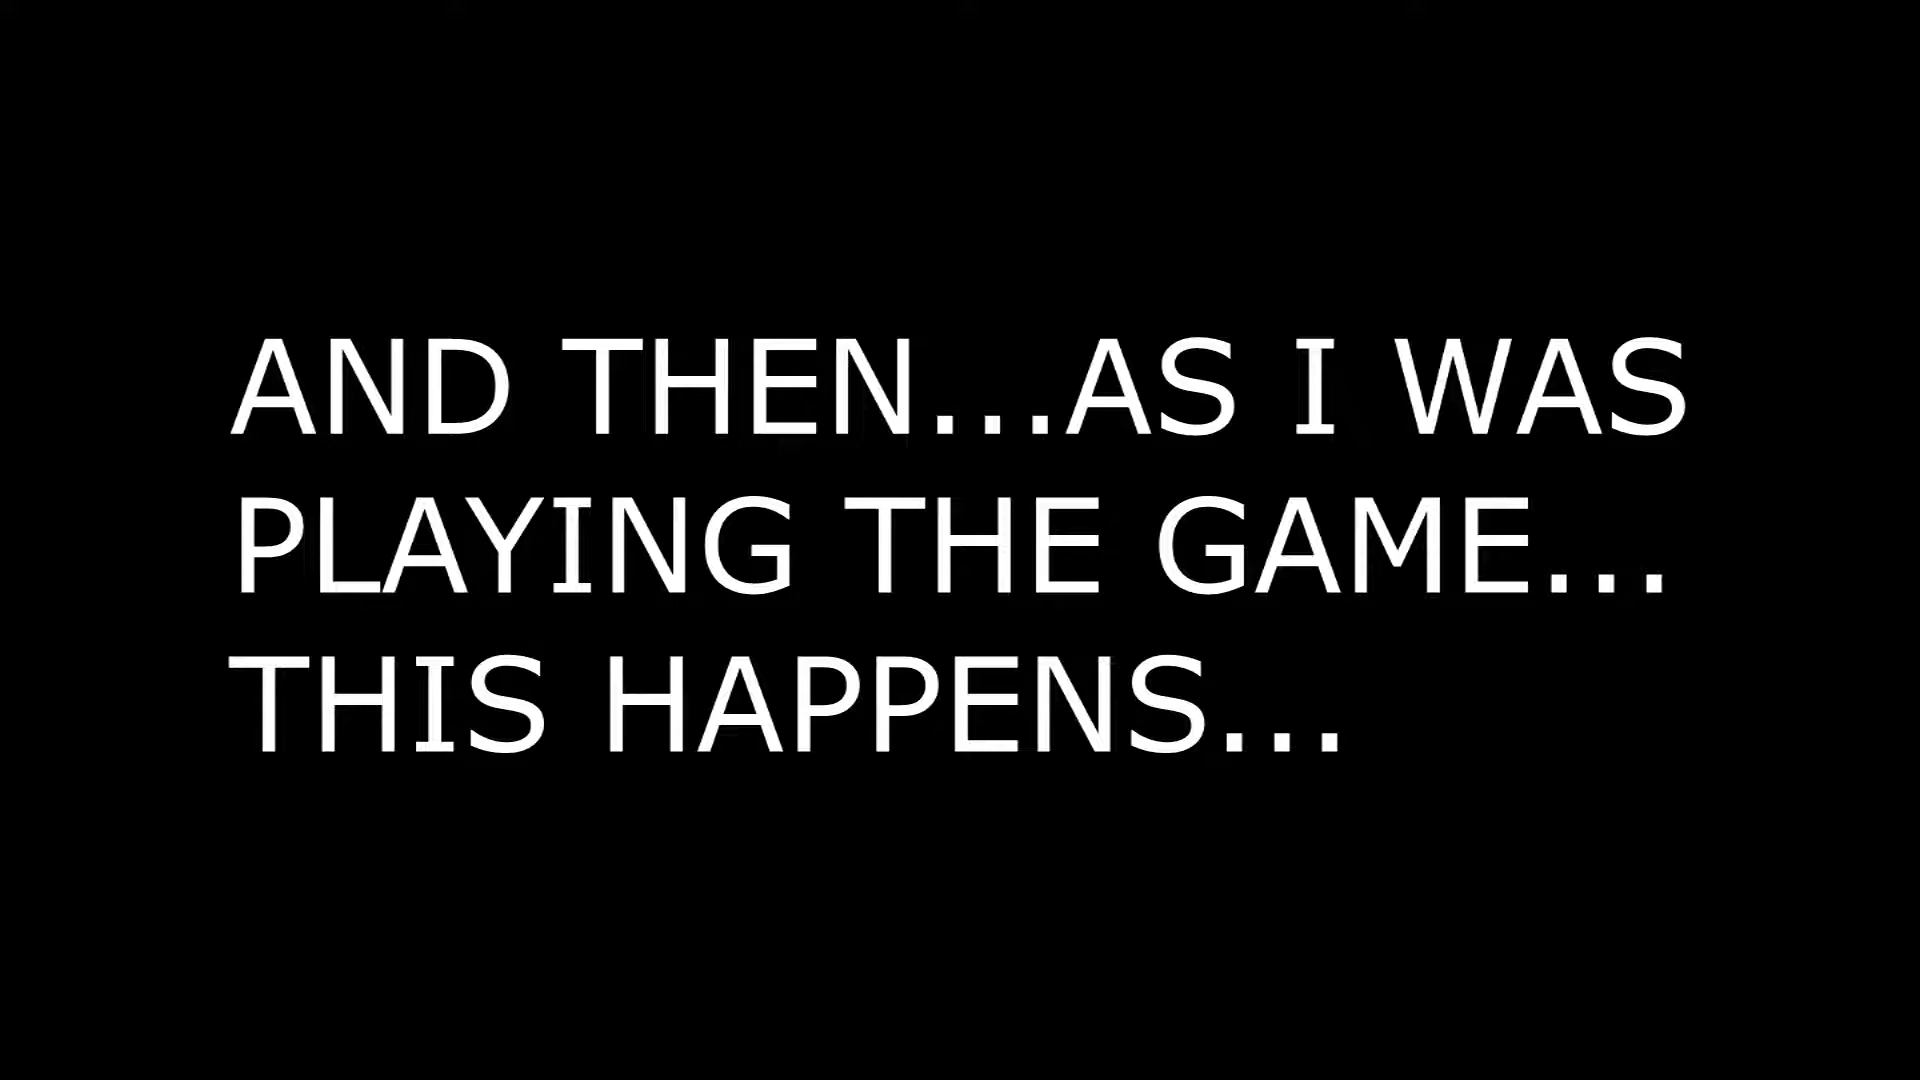 AND THEN...AS I WAS
PLAYING THE GAME...
THIS HAPPENS...